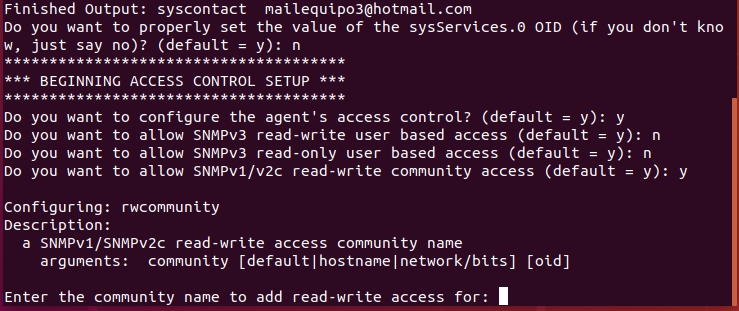 Finished Output: syscontact  mailequipo3@hotmail.com
Do you want to properly set the value of the sysServices.0 OID (if you don't kno
w, just say no)? (default = y): n
***************************************
*** BEGINNING ACCESS CONTROL SETUP ***
***************************************
Do you want to configure the agent's access control? (default = y): y
Do you want to allow SNMPv3 read-write user based access (default = y): n
Do you want to allow SNMPv3 read-only user based access (default = y): n
Do you want to allow SNMPv1/v2c read-write community access (default = y): y
Configuring: rwcommunity
Description:
  a SNMPv1/SNMPv2c read-write access community name
    arguments:  community [default|hostname|network/bits] [oid]
Enter the community name to add read-write access for: